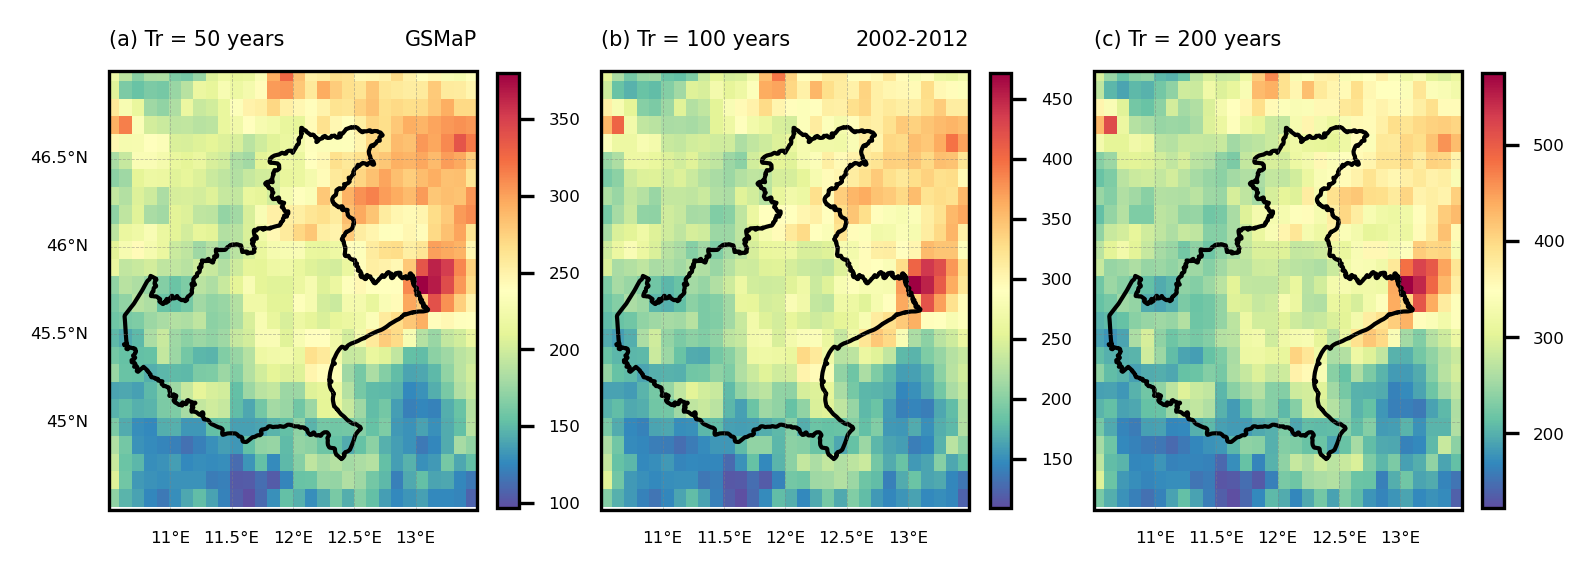 (a) Tr = 50 years GSMaP
(b) Tr = 100 years 2002-2012
(c) Tr = 200 years
46.5°N
46°N
45.5°N
45°N
11°E 11.5°E 12°E 12.5°E 13°E
350
300
250
200
150
100
11°E 11.5°E 12°E 12.5°E 13°E
450
400
350
300
250
200
150
11°E 11.5°E 12°E 12.5°E 13°E
500
400
300
200